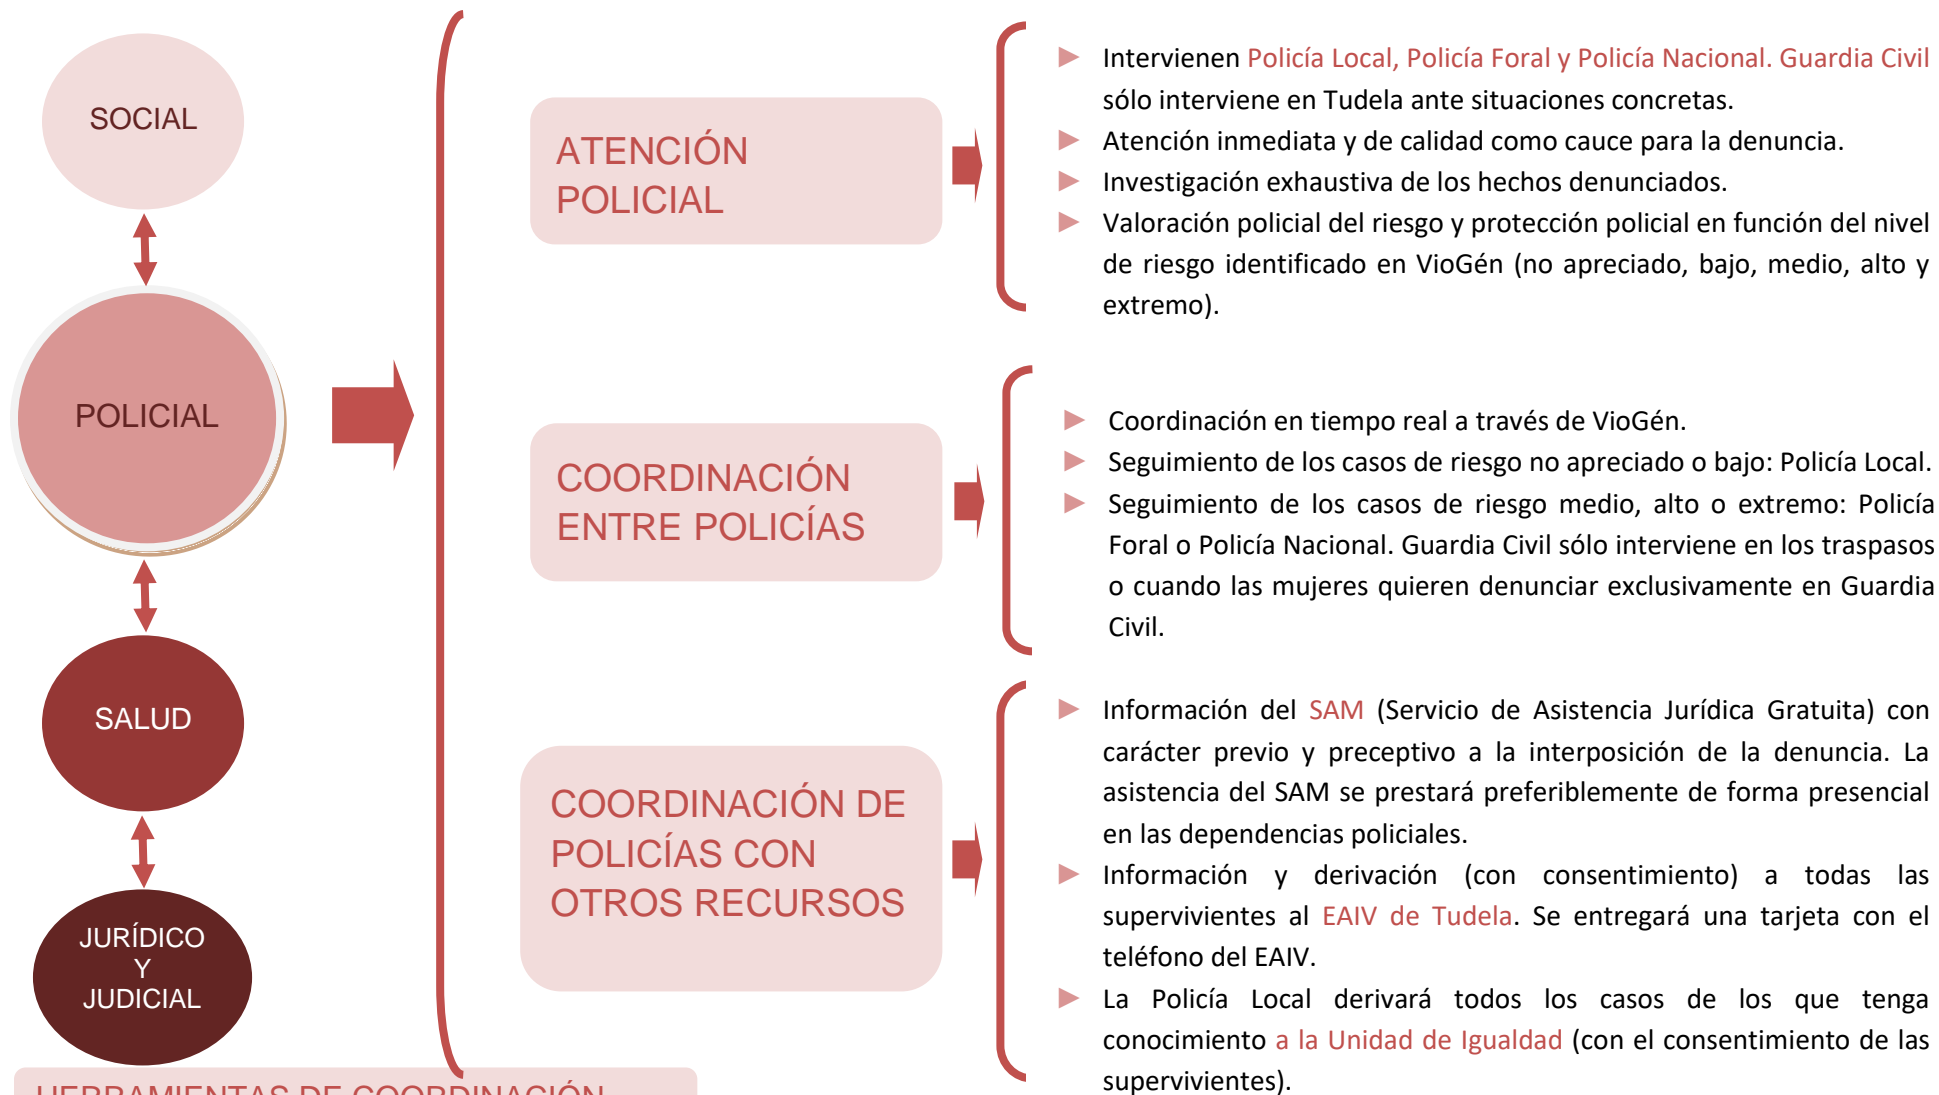 SOCIAL
POLICIAL
SALUD
JURÍDICO
Y
JUDICIAL
ATENCIÓN
POLICIAL
Intervienen Policía Local, Policía Foral y Policía Nacional. Guardia Civil
sólo interviene en Tudela ante situaciones concretas.
Atención inmediata y de calidad como cauce para la denuncia.
Investigación exhaustiva de los hechos denunciados.
Valoración policial del riesgo y protección policial en función del nivel
de riesgo identificado en VioGén (no apreciado, bajo, medio, alto y
extremo).
COORDINACIÓN
ENTRE POLICÍAS
Coordinación en tiempo real a través de VioGén.
Seguimiento de los casos de riesgo no apreciado o bajo: Policía Local.
Seguimiento de los casos de riesgo medio, alto o extremo: Policía
Foral o Policía Nacional. Guardia Civil sólo interviene en los traspasos
o cuando las mujeres quieren denunciar exclusivamente en Guardia
Civil.
COORDINACIÓN DE
POLICÍAS CON
OTROS RECURSOS
Información del SAM (Servicio de Asistencia Jurídica Gratuita) con
carácter previo y preceptivo a la interposición de la denuncia. La
asistencia del SAM se prestará preferiblemente de forma presencial
en las dependencias policiales.
Información y derivación (con consentimiento) a todas las
supervivientes al EAIV de Tudela. Se entregará una tarjeta con el
teléfono del EAIV.
La Policía Local derivará todos los casos de los que tenga
conocimiento a la Unidad de Igualdad (con el consentimiento de las
supervivientes).
HERRAMIENTAS DE COORDINACIÓN